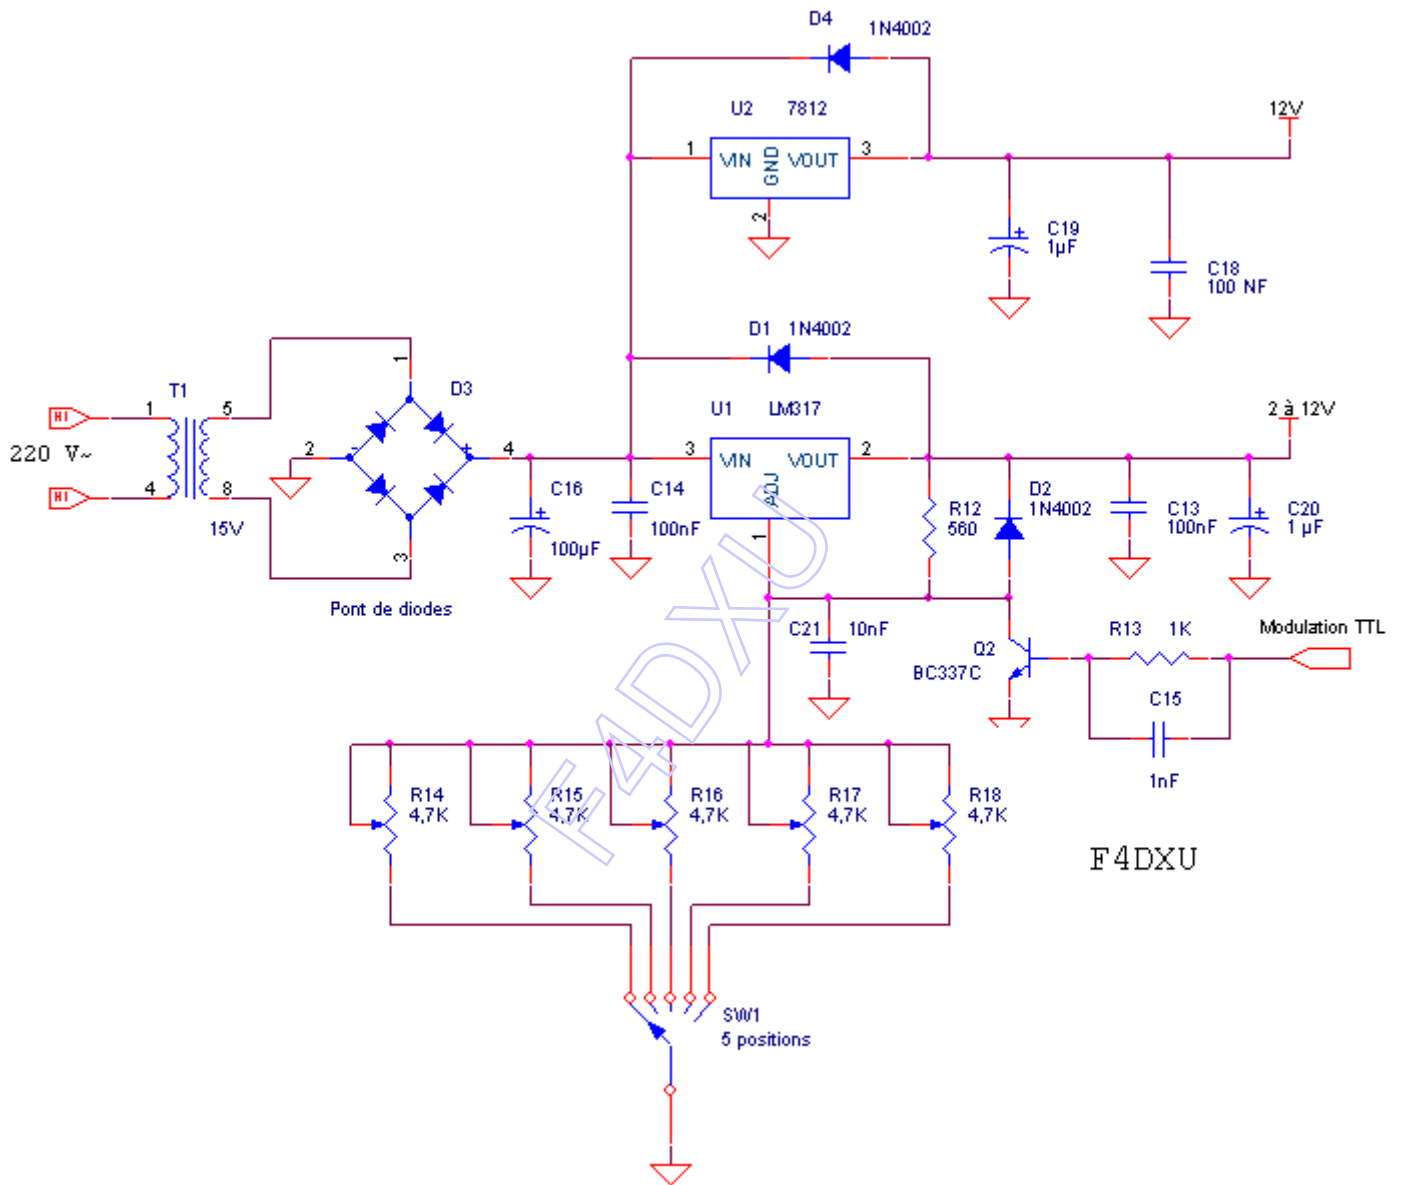 D4
1N4002
U2 7812
12V
1 VIN GND VOUT 3
2
C19
1µF
C18
100 NF
D1 1N4002
T1
D3
1
U1 LM317
2 à 12V
HI 1 5
220 V~
2 - + 4
3 VIN ADJ VOUT 2
HI 4 8
15V
3
C16
100µF
C14
100nF
1
R12
560
D2
1N4002
C13
100nF
C20
1 µF
Pont de diodes
C21 10nF
Q2
BC337C
R13 1K
Modulation TTL
C15
1nF
R14
4,7K
R15
4,7K
R16
4,7K
R17
4,7K
R18
4,7K
F4DXU
F4DXU
SW1
5 positions